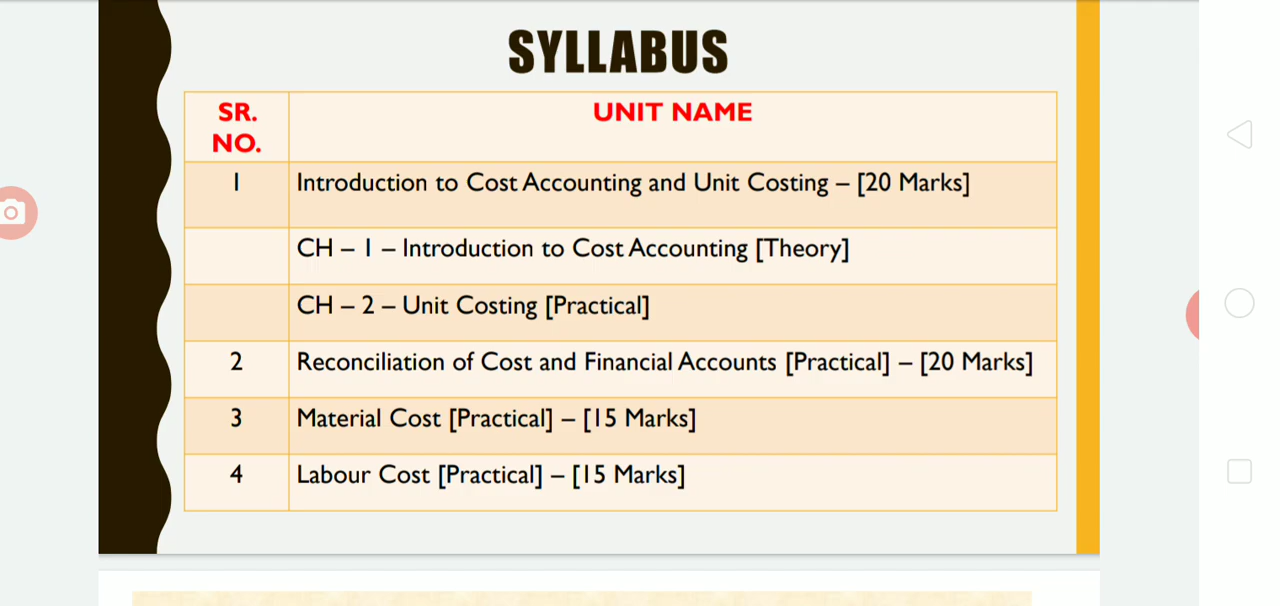 SYLLABUS
SR. NO. UNIT NAME
1 Introduction to Cost Accounting and Unit Costing – [20 Marks]
CH – 1 – Introduction to Cost Accounting [Theory]
CH – 2 – Unit Costing [Practical]
2 Reconciliation of Cost and Financial Accounts [Practical] – [20 Marks]
3 Material Cost [Practical] – [15 Marks]
4 Labour Cost [Practical] – [15 Marks]